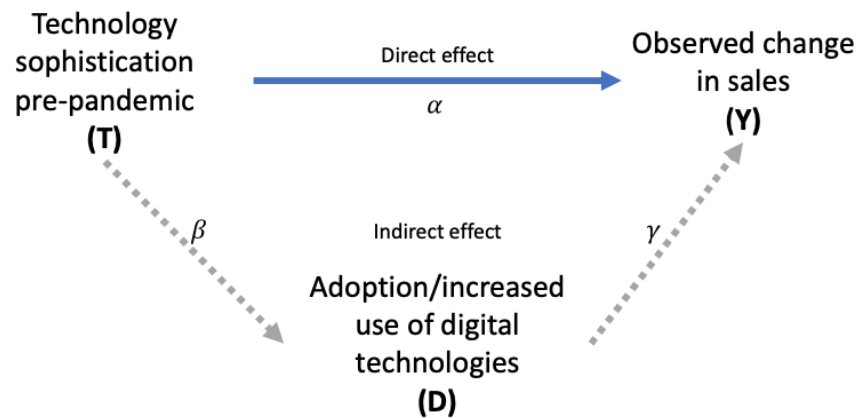 Technology
sophistication
pre-pandemic
(T)
Direct effect
α
Observed change
in sales
(Y)
β
Indirect effect
γ
Adoption/increased
use of digital
technologies
(D)